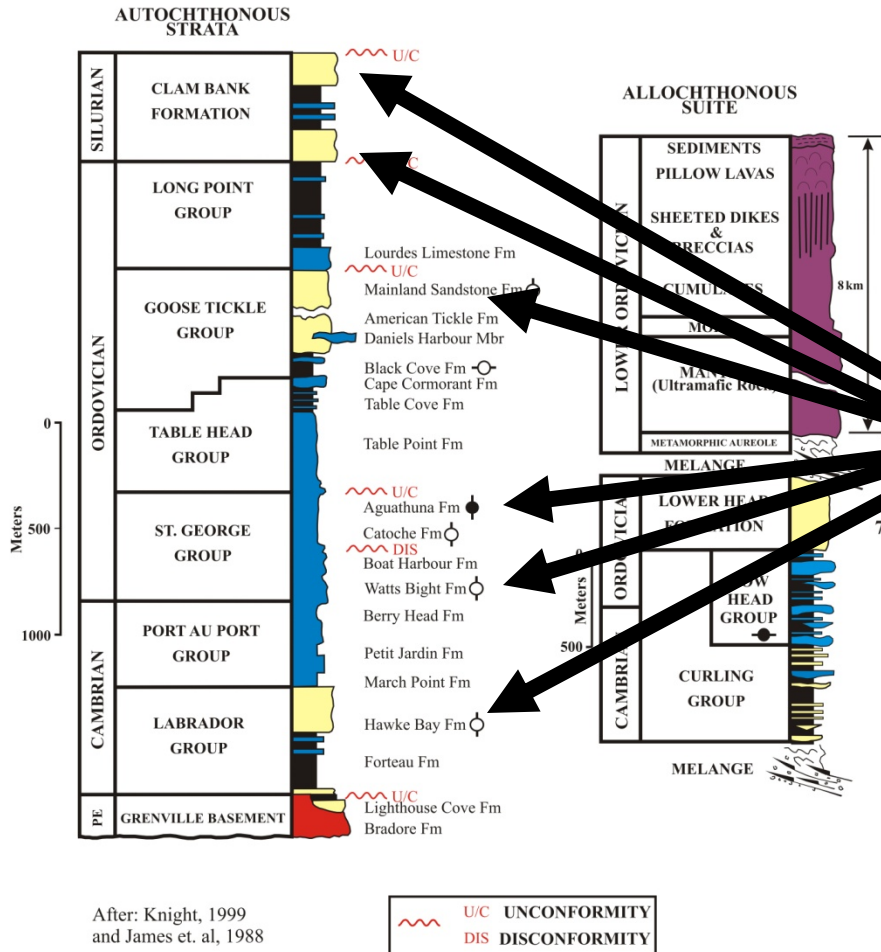 AUTOCHTHONOUS
STRATA
SILURIAN
CLAM BANK
FORMATION
U/C
ORDOVICIAN
LONG POINT
GROUP
U/C
Lourdes Limestone Fm
U/C
GOOSE TICKLE
GROUP
Mainland Sandstone Fm
American Tickle Fm
Daniels Harbour Mbr
Black Cove Fm
Cape Cormorant Fm
Table Cove Fm
TABLE HEAD
GROUP
Table Point Fm
U/C
ST. GEORGE
GROUP
Aguathuna Fm
Catoche Fm
DIS
Boat Harbour Fm
Watts Bight Fm
CAMBRIAN
PORT AU PORT
GROUP
Berry Head Fm
Petit Jardin Fm
March Point Fm
LABRADOR
GROUP
Hawke Bay Fm
Forteau Fm
U/C
PE
GRENVILLE BASEMENT
Lighthouse Cove Fm
Bradore Fm
0
500
1000
Meters
ALLOCHTHONOUS
SUITE
LOWER ORDOVICIAN
SEDIMENTS
PILLOW LAVAS
SHEETED DIKES
&
BRECCIAS
CUMULATES
8 km
(Ultramafic Rock)
METAMORPHIC AUREOLE
MELANGE
ORDOVICIAN
LOWER HEAD
FORMATION
7
0
Meters
500
HEAD
GROUP
CAMBRIAN
CURLING
GROUP
MELANGE
After: Knight, 1999
and James et. al, 1988
U/C UNCONFORMITY
DIS DISCONFORMITY